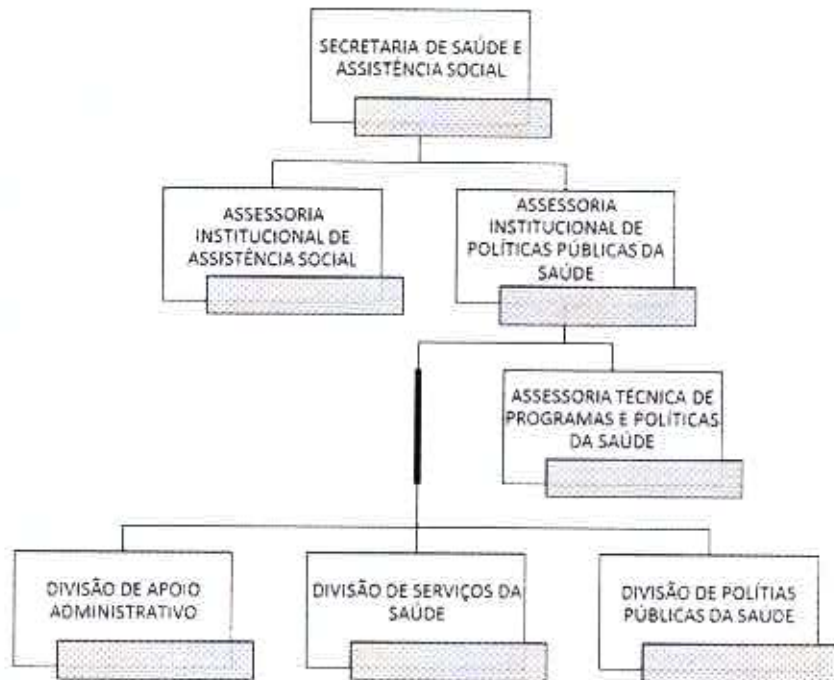 SECRETARIA DE SAÚDE E
ASSISTÊNCIA SOCIAL
ASSESSORIA
INSTITUCIONAL DE
ASSISTÊNCIA SOCIAL
ASSESSORIA
INSTITUCIONAL DE
POLÍTICAS PÚBLICAS DA
SAÚDE
ASSESSORIA TÉCNICA DE
PROGRAMAS E POLÍTICAS
DA SAÚDE
DIVISÃO DE APOIO
ADMINISTRATIVO
DIVISÃO DE SERVIÇOS DA
SAÚDE
DIVISÃO DE POLÍTIAS
PÚBLICAS DA SAUDE